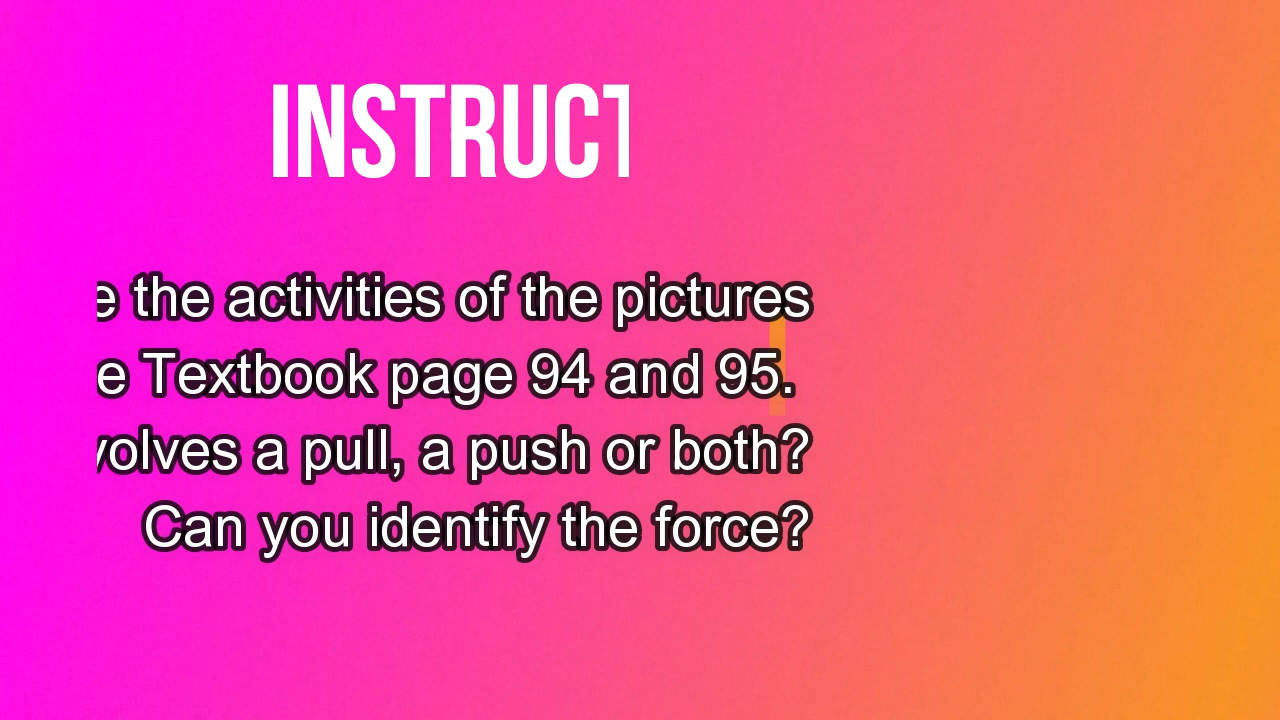 INSTRUCT
e the activities of the pictures
e Textbook page 94 and 95.
volves a pull, a push or both?
Can you identify the force?